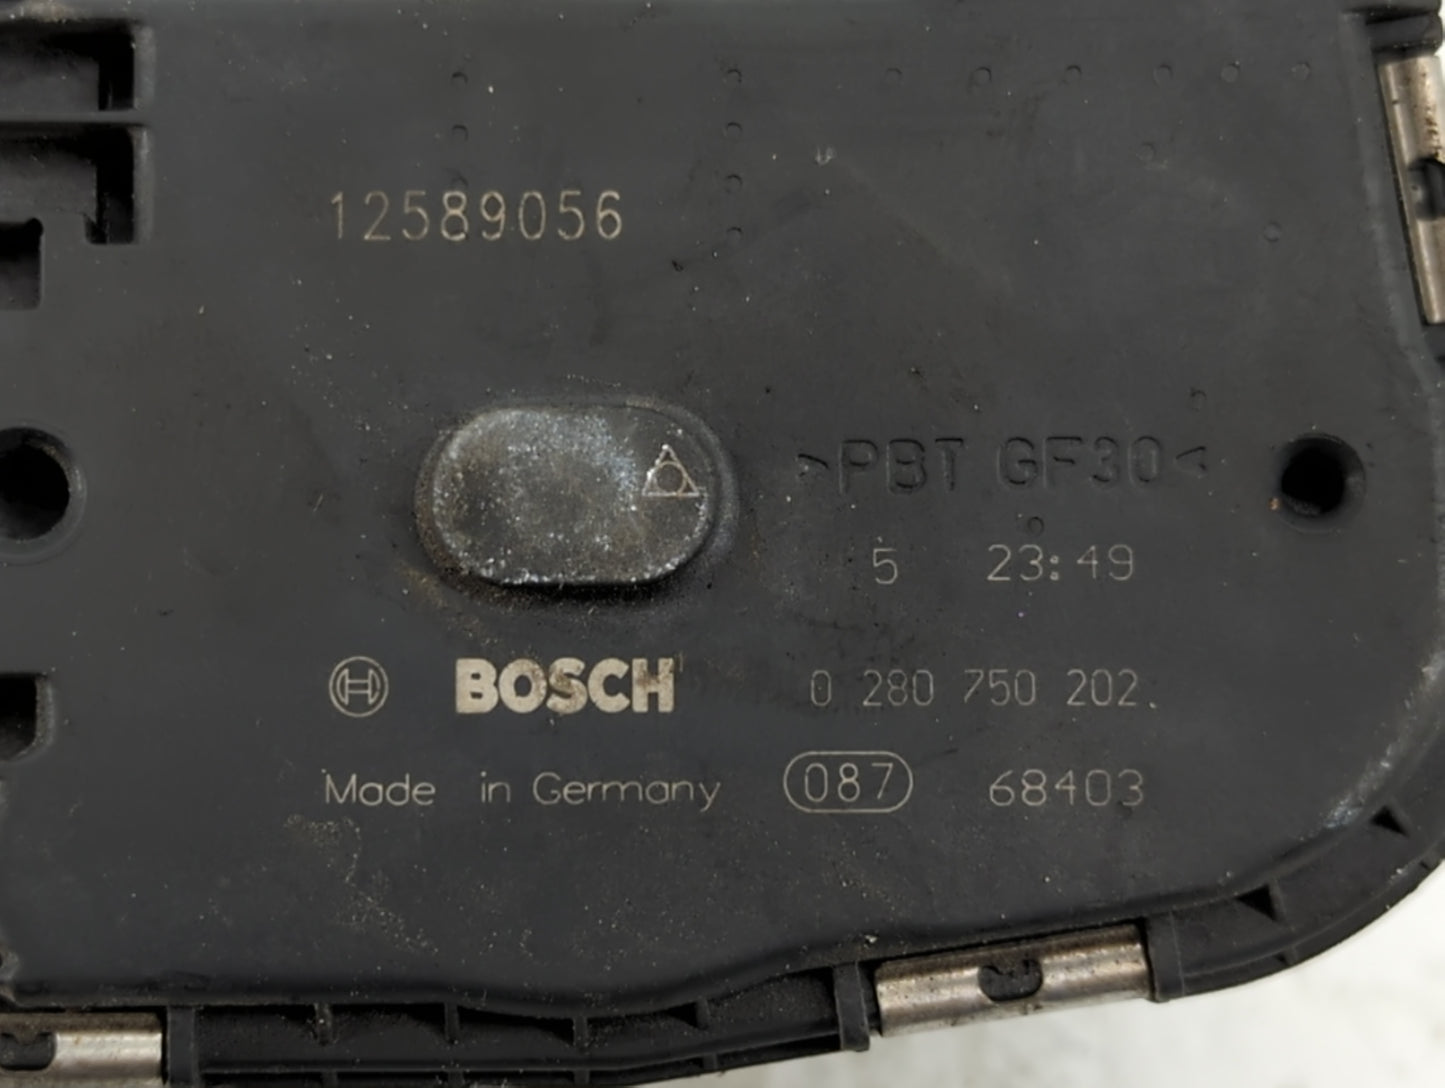 12589056
>PBT GF30<
5 23:49
BOSCH 0 280 750 202.
Made in Germany 087 68403